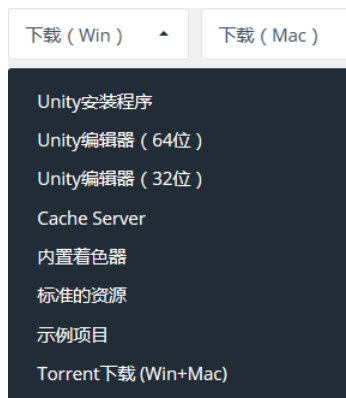 下载（Win） 下载（Mac）
Unity安装程序
Unity编辑器（64位）
Unity编辑器（32位）
Cache Server
内置着色器
标准的资源
示例项目
Torrent下载 (Win+Mac)